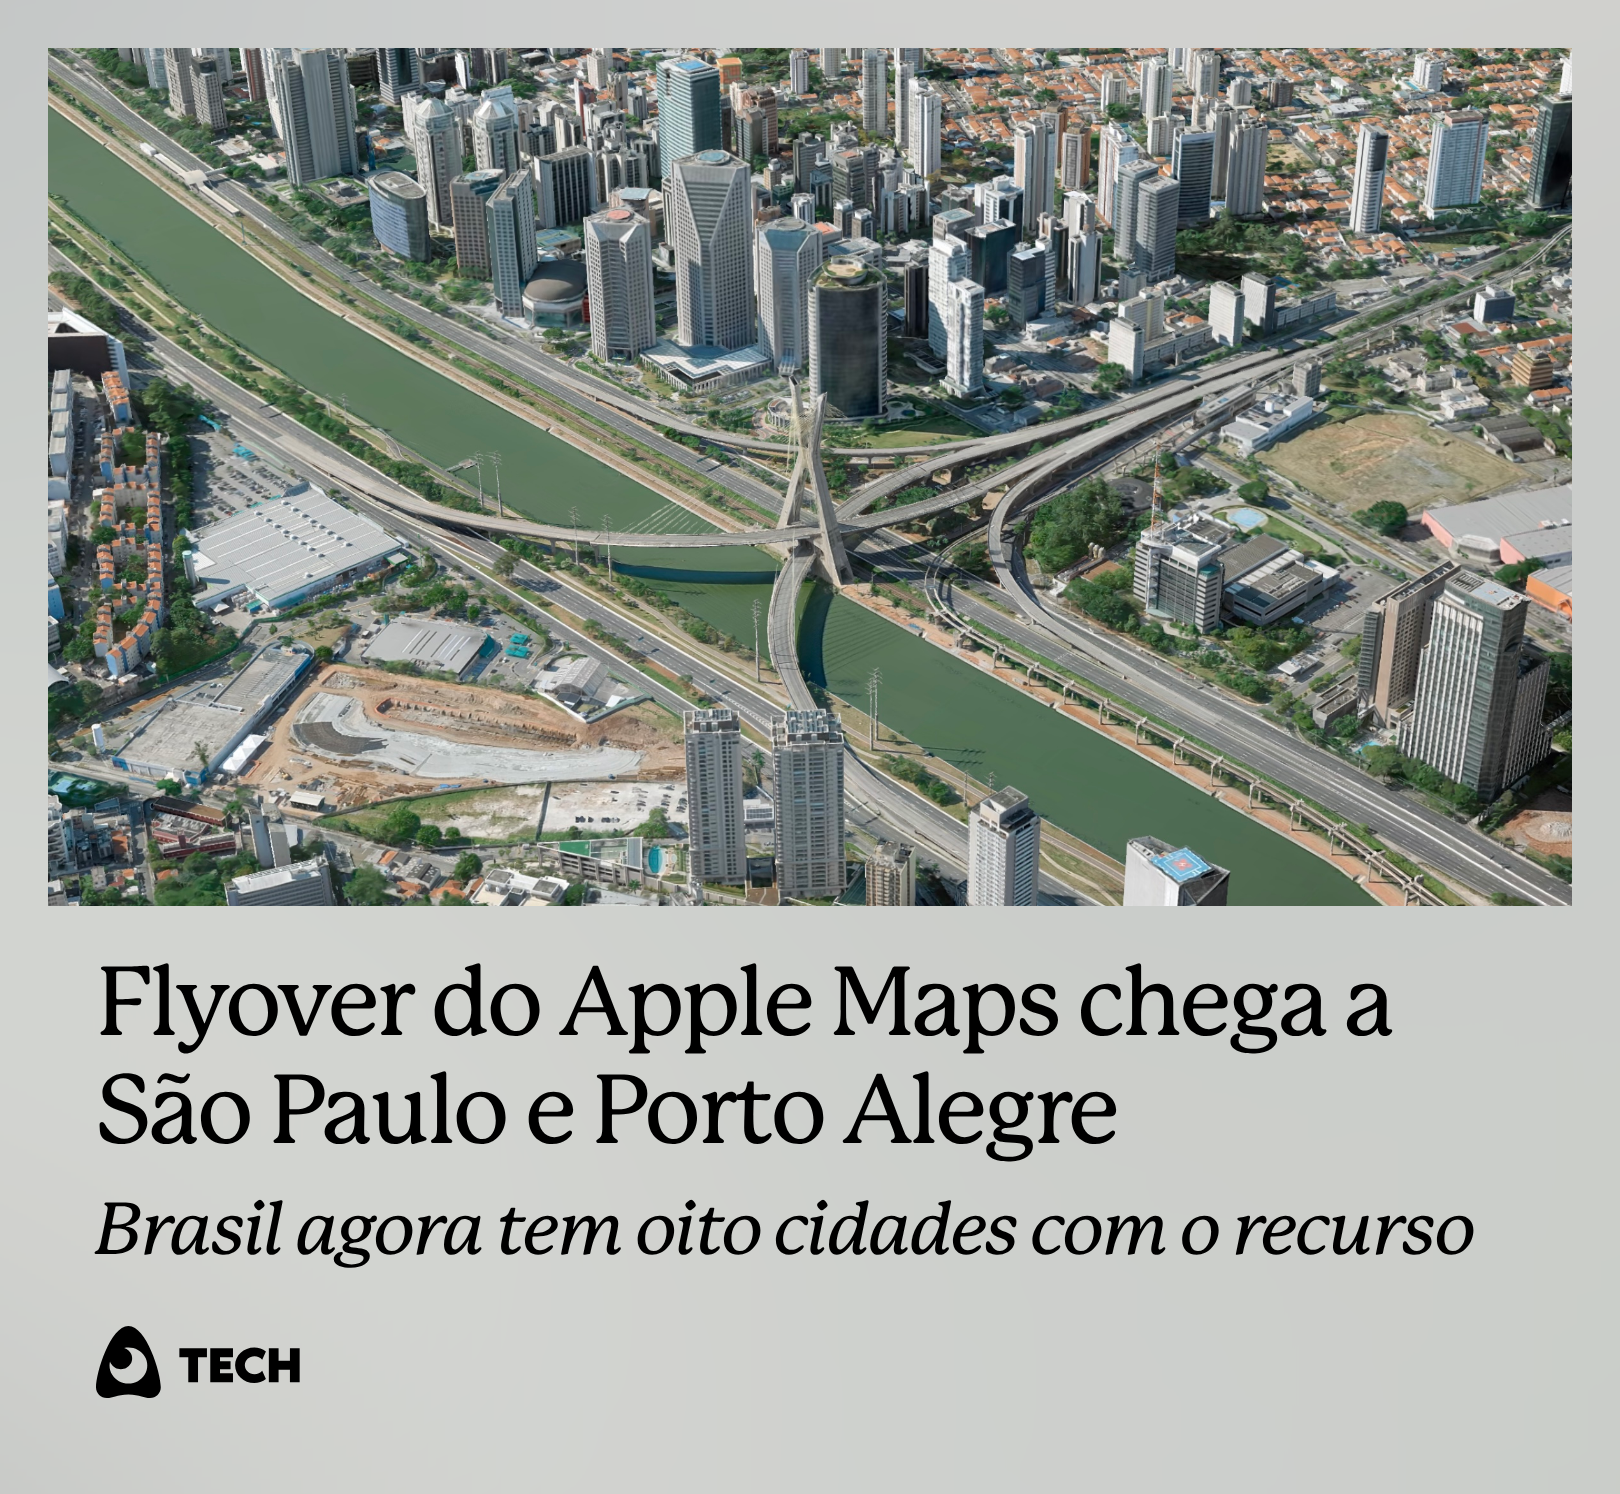 Flyover do Apple Maps chega a
São Paulo e Porto Alegre
Brasil agora tem oito cidades com o recurso
TECH